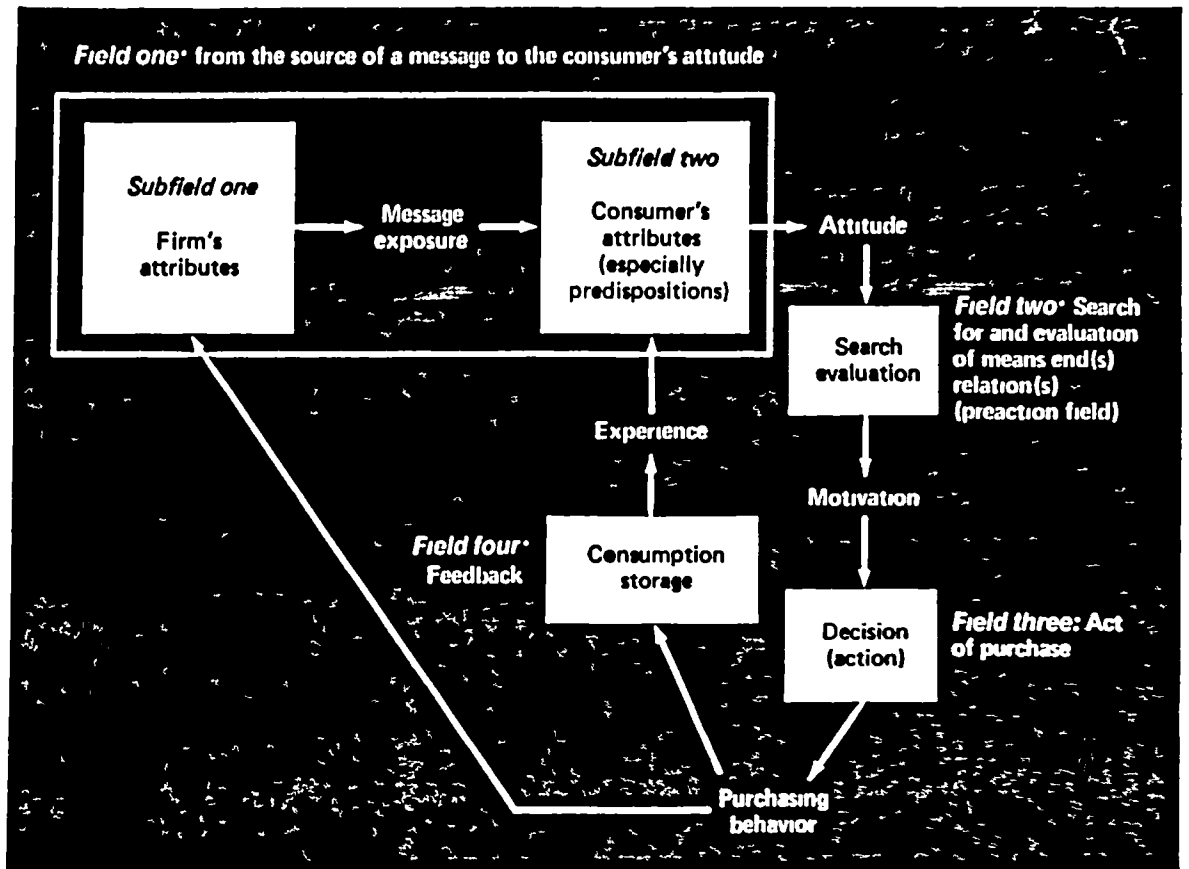 Field one· from the source of a message to the consumer's attitude
Subfield one
Firm's
attributes
Message
exposure
Subfield two
Consumer's
attributes
(especially
predispositions)
Attitude
Search
evaluation
Field two· Search
for and evaluation
of means end(s)
relation(s)
(preaction field)
Motivation
Experience
Field four·
Feedback
Consumption
storage
Decision
(action)
Field three: Act
of purchase
Purchasing
behavior